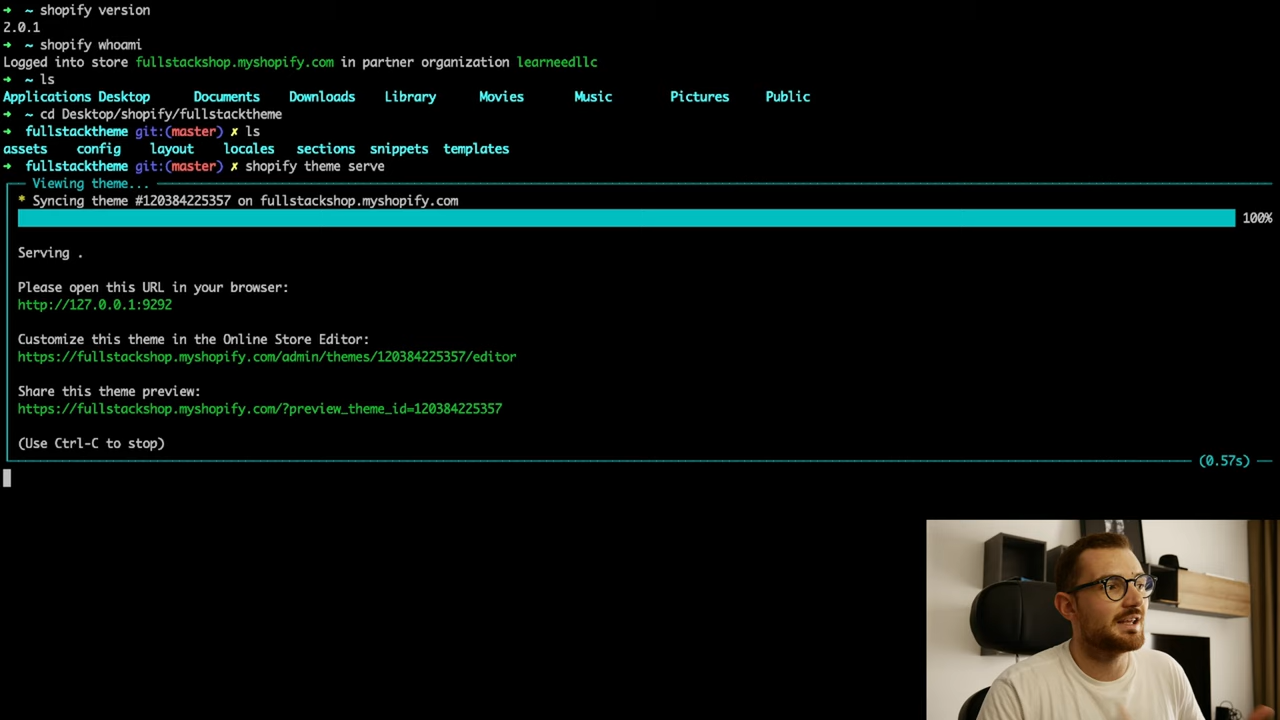 ➜ ~ shopify version
2.0.1
➜ ~ shopify whoami
Logged into store fullstackshop.myshopify.com in partner organization learneedllc
➜ ~ ls
Applications Desktop Documents Downloads Library Movies Music Pictures Public
➜ ~ cd Desktop/shopify/fullstacktheme
➜ fullstacktheme git:(master) ✗ ls
assets config layout locales sections snippets templates
➜ fullstacktheme git:(master) ✗ shopify theme serve
Viewing theme...
* Syncing theme #120384225357 on fullstackshop.myshopify.com
100%
Serving .
Please open this URL in your browser:
http://127.0.0.1:9292
Customize this theme in the Online Store Editor:
https://fullstackshop.myshopify.com/admin/themes/120384225357/editor
Share this theme preview:
https://fullstackshop.myshopify.com/?preview_theme_id=120384225357
(Use Ctrl-C to stop)
(0.57s)